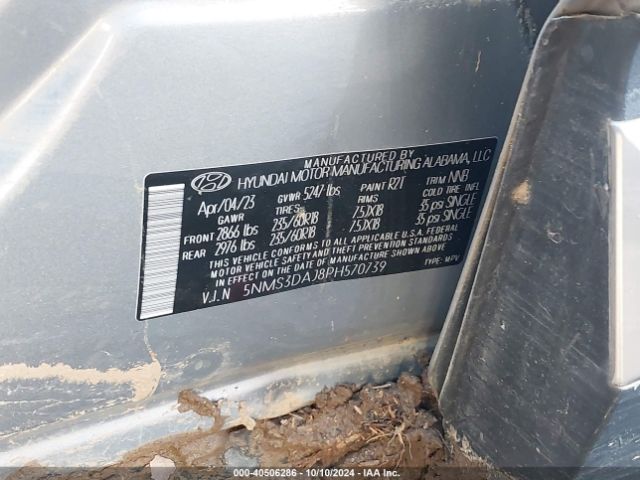 MANUFACTURED BY
HYUNDAI MOTOR MANUFACTURING ALABAMA, LLC
Apr/04/23 GVWR 5247 lbs PAINT R2T TRIM NNB
GAWR TIRES RIMS COLD TIRE INFL
FRONT 2866 lbs 235/60R18 7.5JX18 35 psi SINGLE
REAR 2976 lbs 235/60R18 7.5JX18 35 psi SINGLE
THIS VEHICLE CONFORMS TO ALL APPLICABLE U.S.A. FEDERAL
MOTOR VEHICLE SAFETY AND THEFT PREVENTION STANDARDS
IN EFFECT ON THE DATE OF MANUFACTURE SHOWN ABOVE.
V.I.N 5NMS3DAJ8PH570739 TYPE: MPV
000-40506286 - 10/10/2024 - IAA Inc.